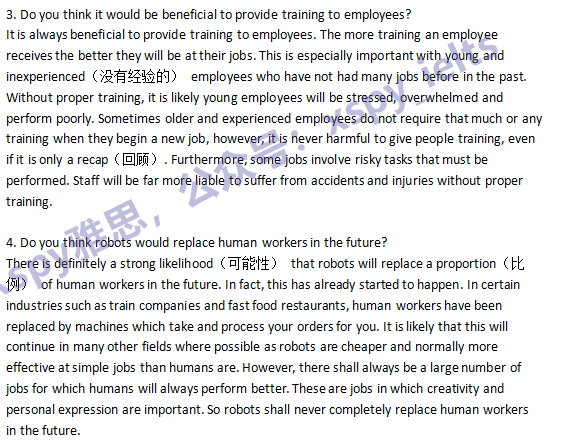 3. Do you think it would be beneficial to provide training to employees?
It is always beneficial to provide training to employees. The more training an employee
receives the better they will be at their jobs. This is especially important with young and
inexperienced（没有经验的） employees who have not had many jobs before in the past.
Without proper training, it is likely young employees will be stressed, overwhelmed and
perform poorly. Sometimes older and experienced employees do not require that much or any
training when they begin a new job, however, it is never harmful to give people training, even
if it is only a recap（回顾）. Furthermore, some jobs involve risky tasks that must be
performed. Staff will be far more liable to suffer from accidents and injuries without proper
training.
4. Do you think robots would replace human workers in the future?
There is definitely a strong likelihood（可能性） that robots will replace a proportion（比
例） of human workers in the future. In fact, this has already started to happen. In certain
industries such as train companies and fast food restaurants, human workers have been
replaced by machines which take and process your orders for you. It is likely that this will
continue in many other fields where possible as robots are cheaper and normally more
effective at simple jobs than humans are. However, there shall always be a large number of
jobs for which humans will always perform better. These are jobs in which creativity and
personal expression are important. So robots shall never completely replace human workers
in the future.
xspy雅思，公众号：xspy_ielts